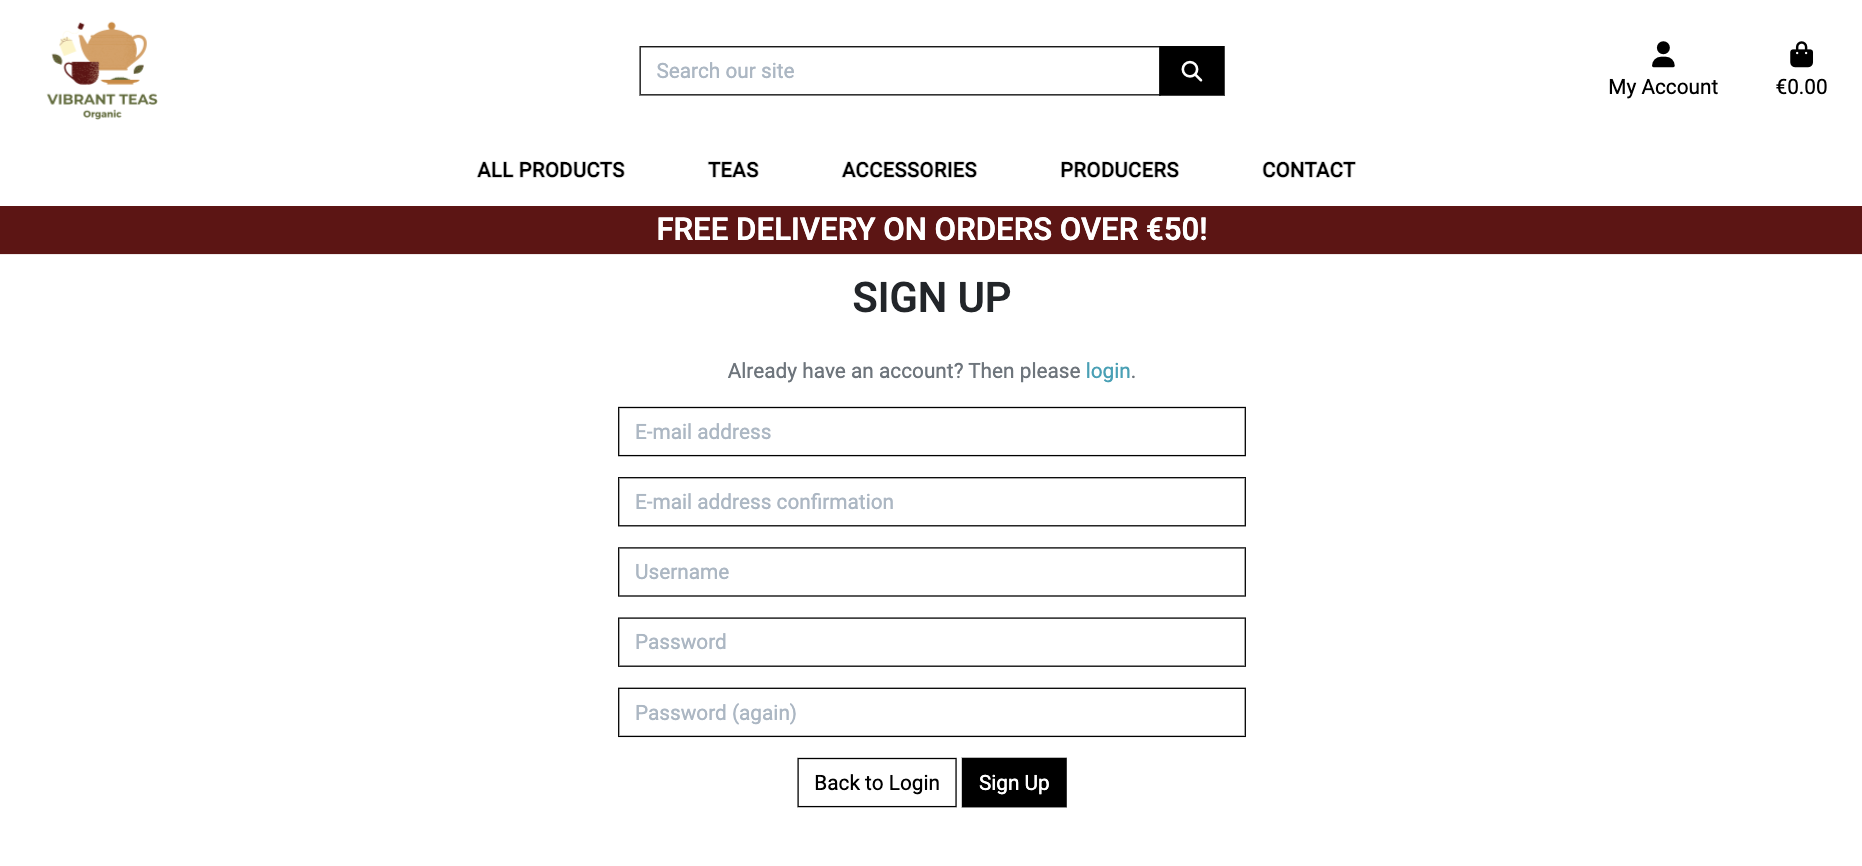 VIBRANT TEAS
Organic
Search our site
My Account
€0.00
ALL PRODUCTS
TEAS
ACCESSORIES
PRODUCERS
CONTACT
FREE DELIVERY ON ORDERS OVER €50!
SIGN UP
Already have an account? Then please login.
E-mail address
E-mail address confirmation
Username
Password
Password (again)
Back to Login
Sign Up